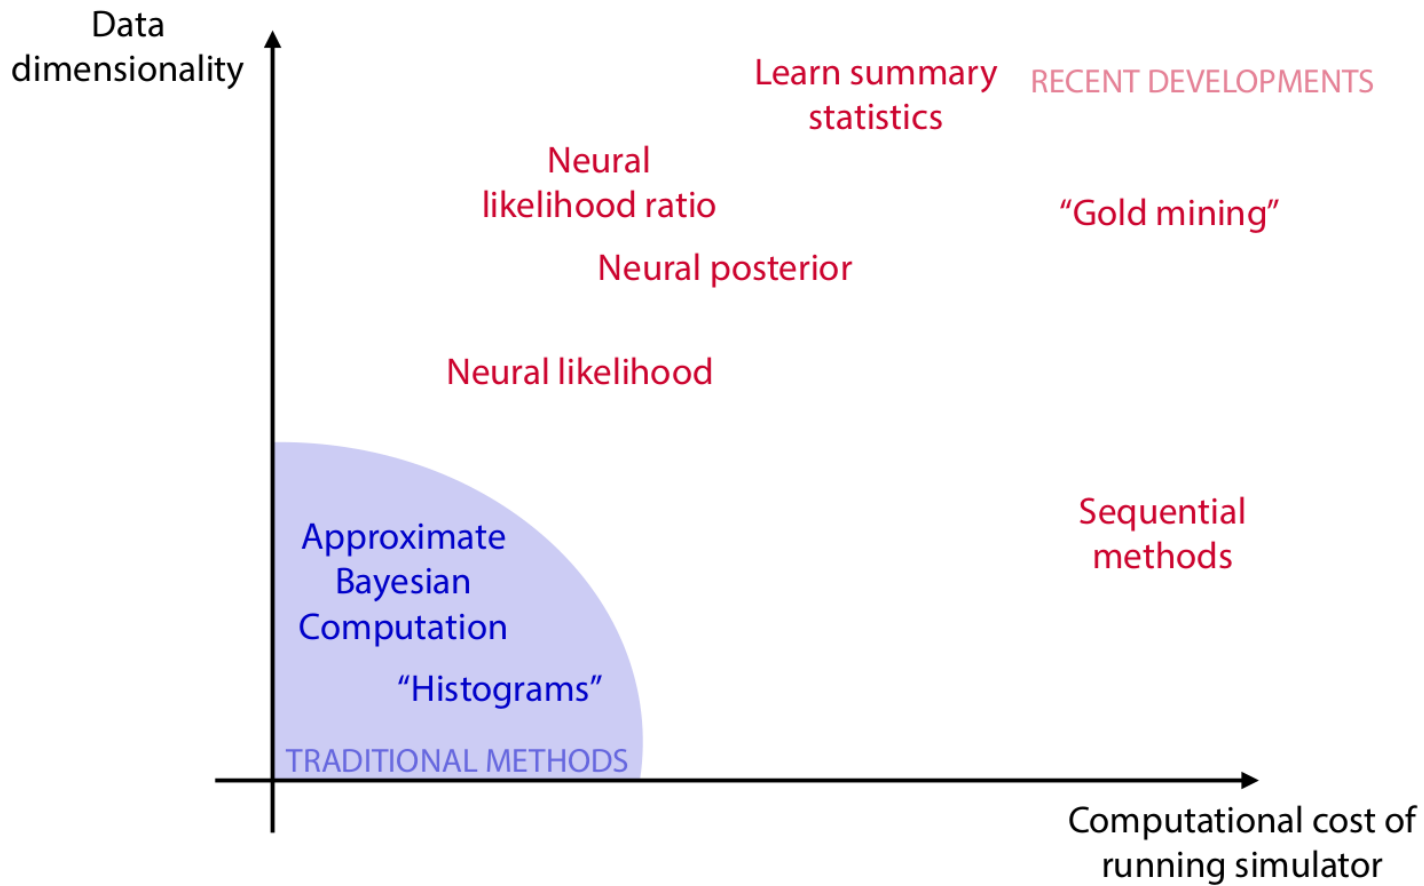 Data
dimensionality
Learn summary
statistics
RECENT DEVELOPMENTS
Neural
likelihood ratio
“Gold mining”
Neural posterior
Neural likelihood
Approximate
Bayesian
Computation
Sequential
methods
“Histograms”
TRADITIONAL METHODS
Computational cost of
running simulator